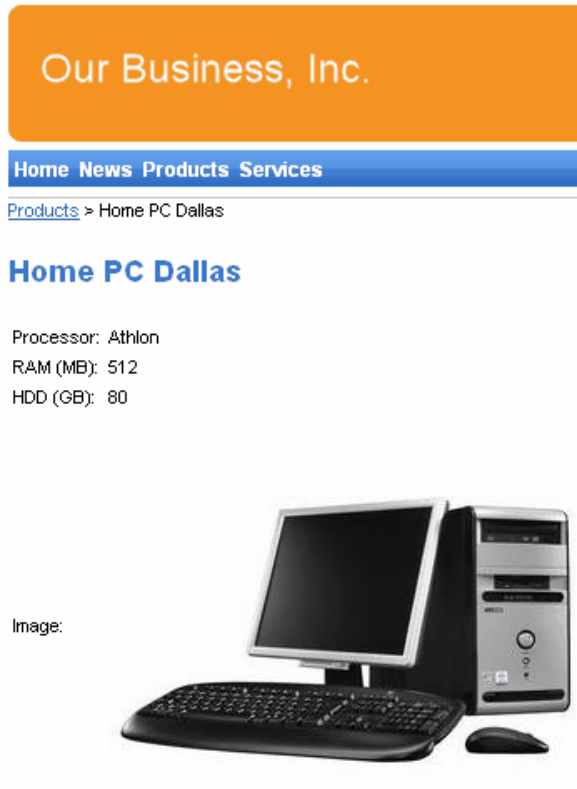 Our Business, Inc.
Home News Products Services
Products > Home PC Dallas
Home PC Dallas
Processor: Athlon
RAM (MB): 512
HDD (GB): 80
Image: